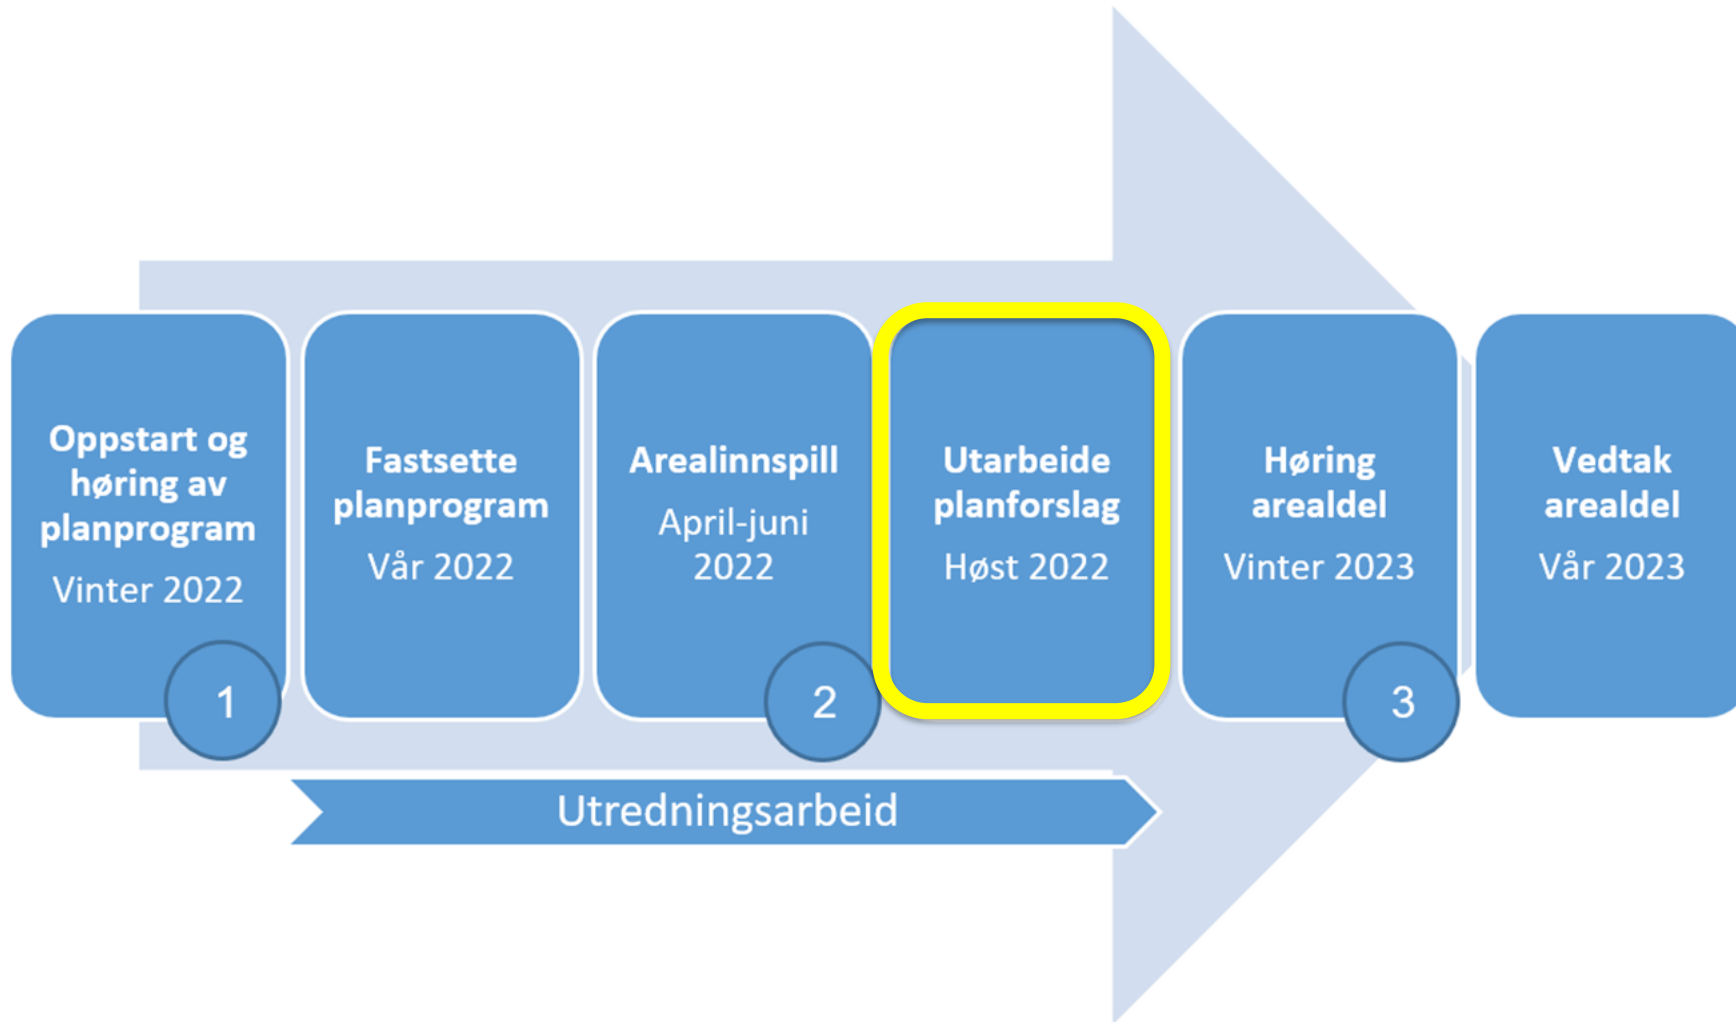 Oppstart og
høring av
planprogram
Vinter 2022
1
Fastsette
planprogram
Vår 2022
Arealinnspill
April-juni
2022
2
Utarbeide
planforslag
Høst 2022
Høring
arealdel
Vinter 2023
3
Vedtak
arealdel
Vår 2023
Utredningsarbeid